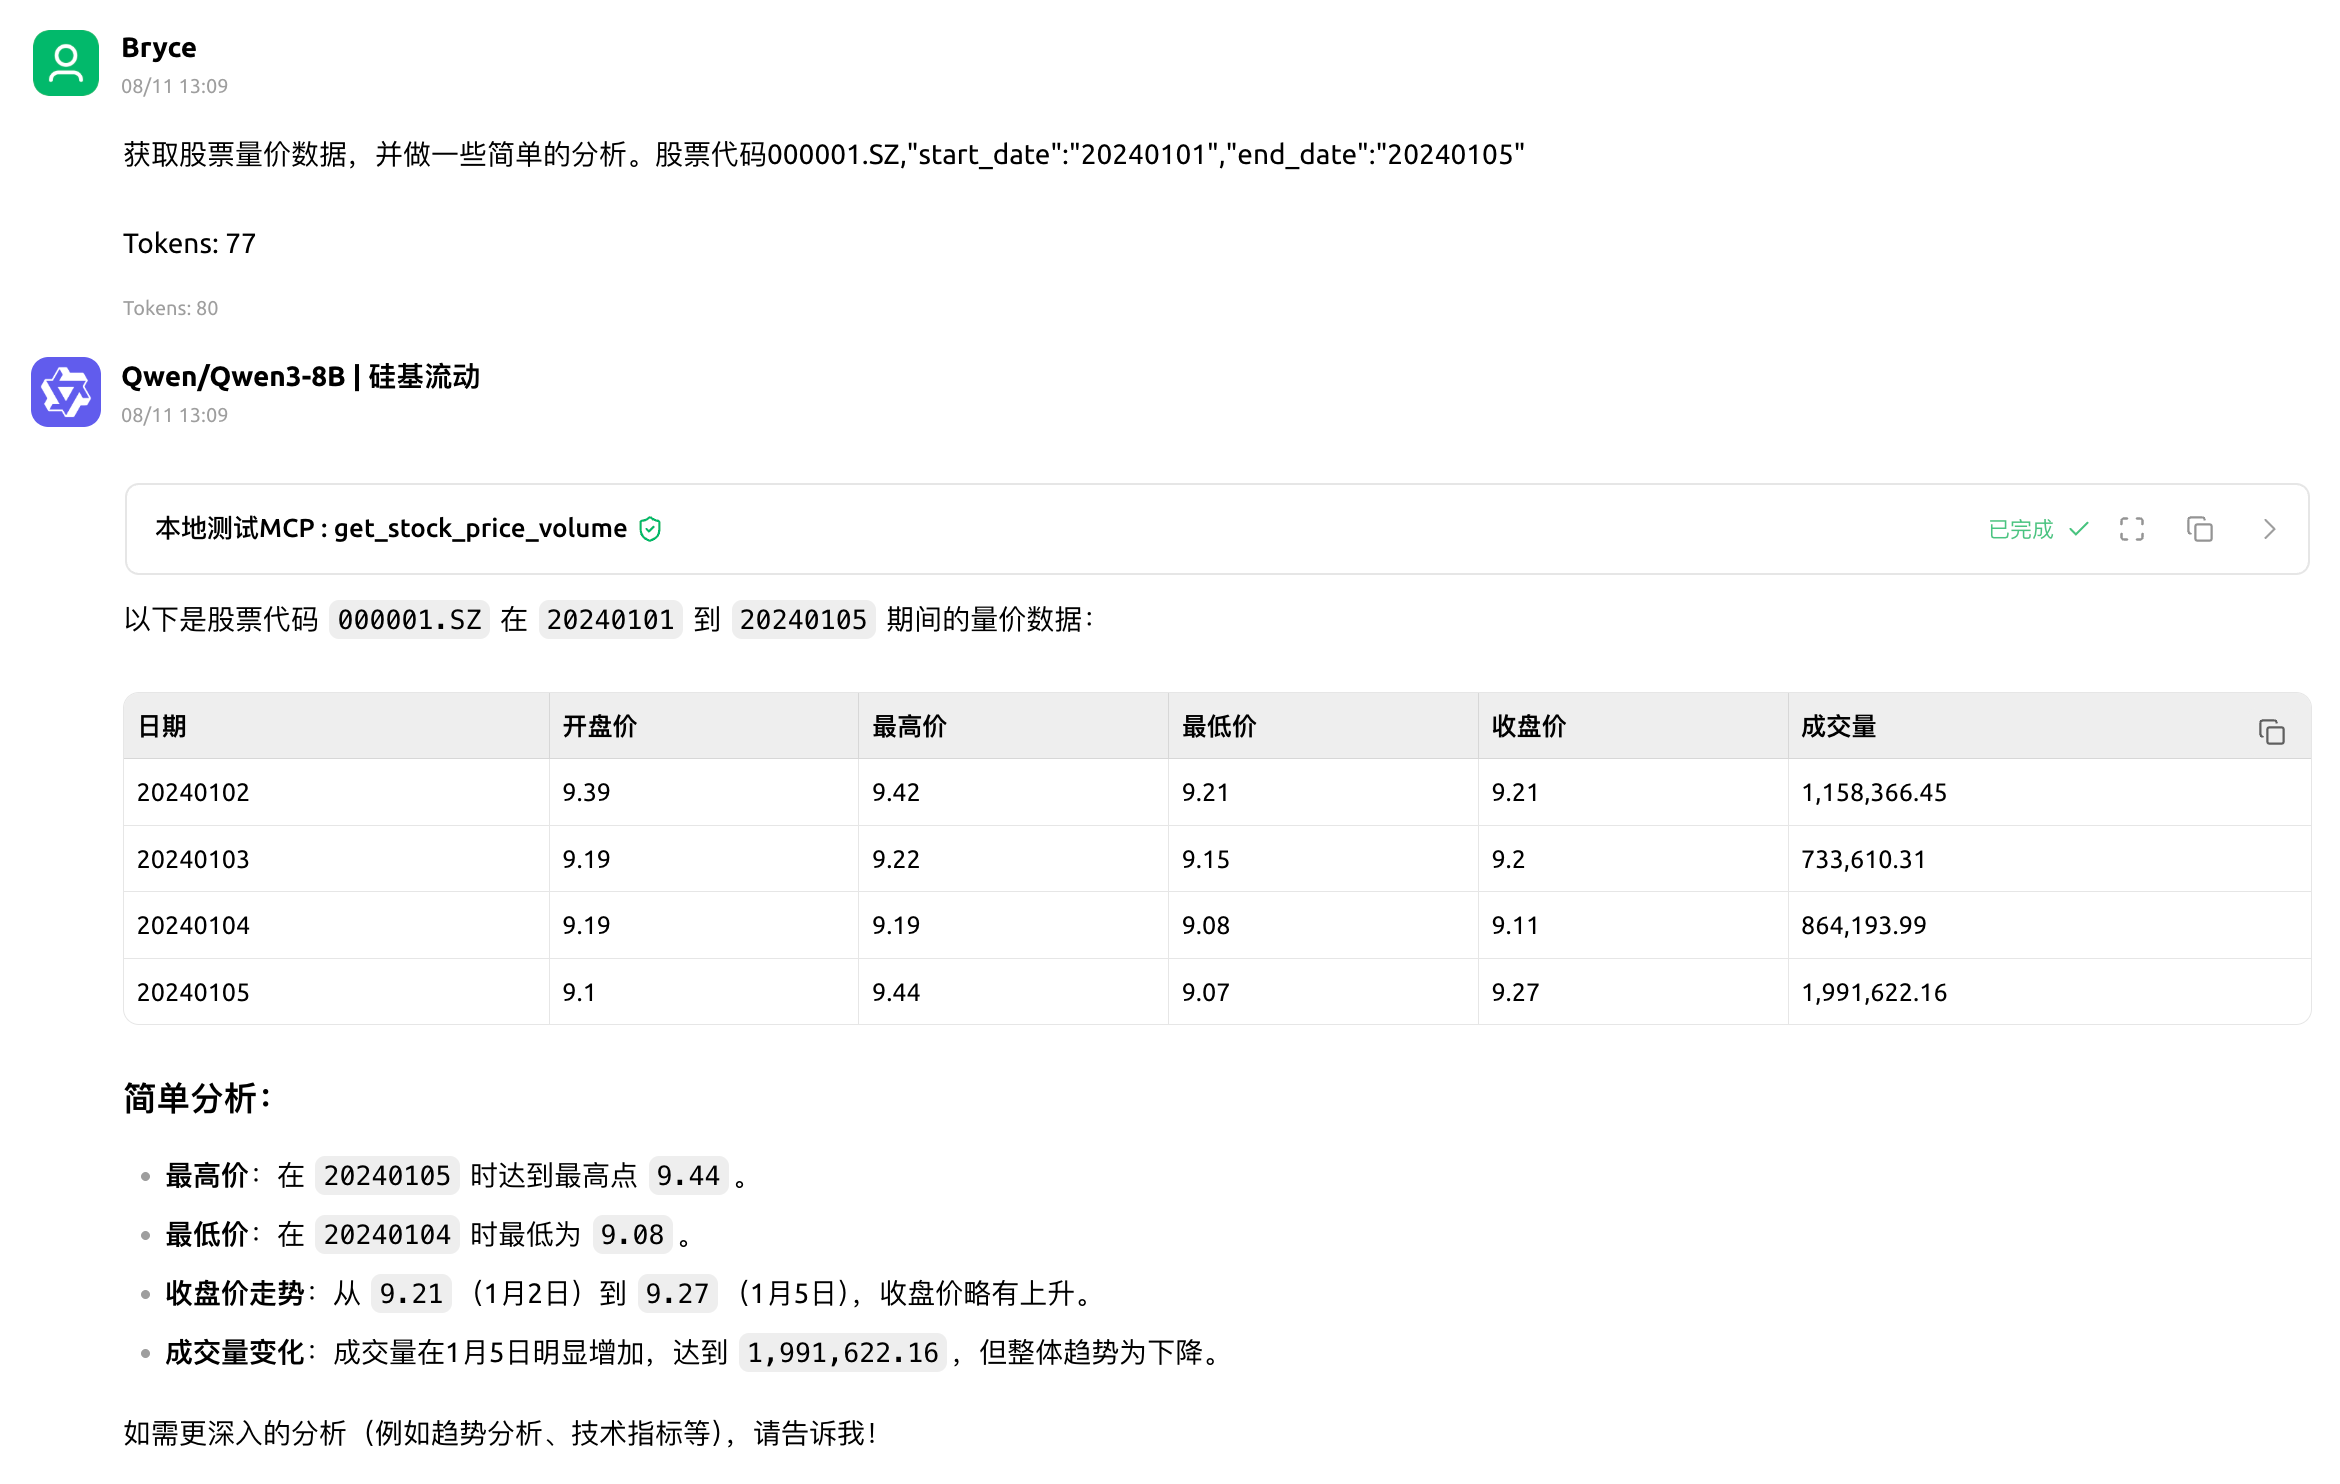 Bryce
08/11 13:09
获取股票量价数据，并做一些简单的分析。股票代码000001.SZ,"start_date":"20240101","end_date":"20240105"
Tokens: 77
Tokens: 80
Qwen/Qwen3-8B | 硅基流动
08/11 13:09
本地测试MCP : get_stock_price_volume 已完成
以下是股票代码 000001.SZ 在 20240101 到 20240105 期间的量价数据：
日期 开盘价 最高价 最低价 收盘价 成交量
20240102 9.39 9.42 9.21 9.21 1,158,366.45
20240103 9.19 9.22 9.15 9.2 733,610.31
20240104 9.19 9.19 9.08 9.11 864,193.99
20240105 9.1 9.44 9.07 9.27 1,991,622.16
简单分析：
• 最高价：在 20240105 时达到最高点 9.44 。
• 最低价：在 20240104 时最低为 9.08 。
• 收盘价走势：从 9.21 （1月2日）到 9.27 （1月5日），收盘价略有上升。
• 成交量变化：成交量在1月5日明显增加，达到 1,991,622.16 ，但整体趋势为下降。
如需更深入的分析（例如趋势分析、技术指标等），请告诉我！